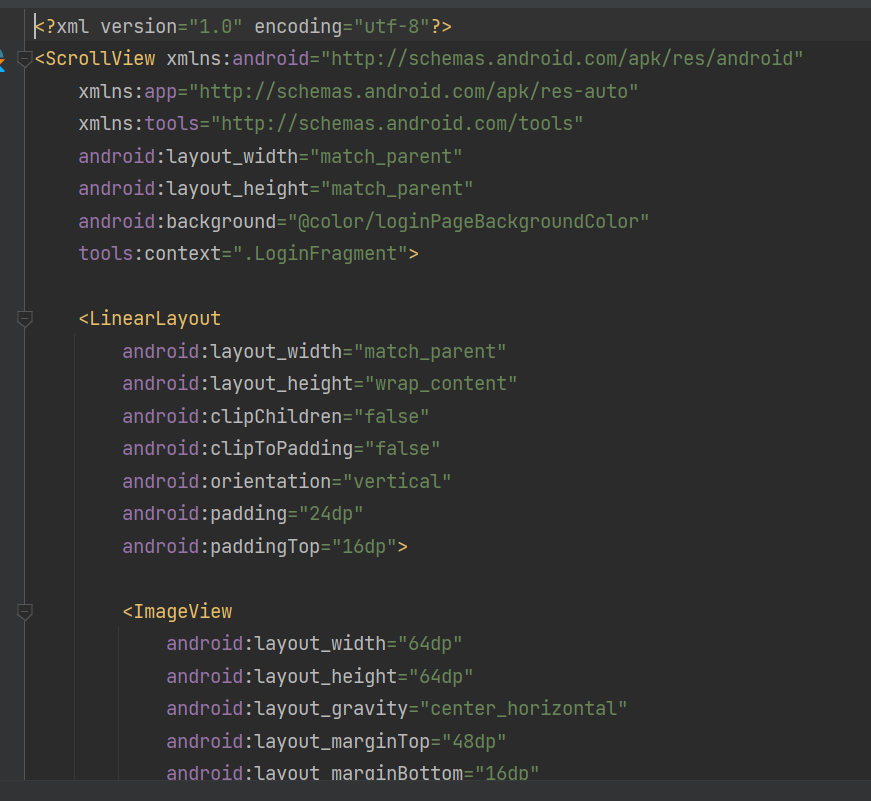 <?xml version="1.0" encoding="utf-8"?>
<ScrollView xmlns:android="http://schemas.android.com/apk/res/android"
    xmlns:app="http://schemas.android.com/apk/res-auto"
    xmlns:tools="http://schemas.android.com/tools"
    android:layout_width="match_parent"
    android:layout_height="match_parent"
    android:background="@color/loginPageBackgroundColor"
    tools:context=".LoginFragment">

    <LinearLayout
        android:layout_width="match_parent"
        android:layout_height="wrap_content"
        android:clipChildren="false"
        android:clipToPadding="false"
        android:orientation="vertical"
        android:padding="24dp"
        android:paddingTop="16dp">

        <ImageView
            android:layout_width="64dp"
            android:layout_height="64dp"
            android:layout_gravity="center_horizontal"
            android:layout_marginTop="48dp"
            android:layout_marginBottom="16dp"